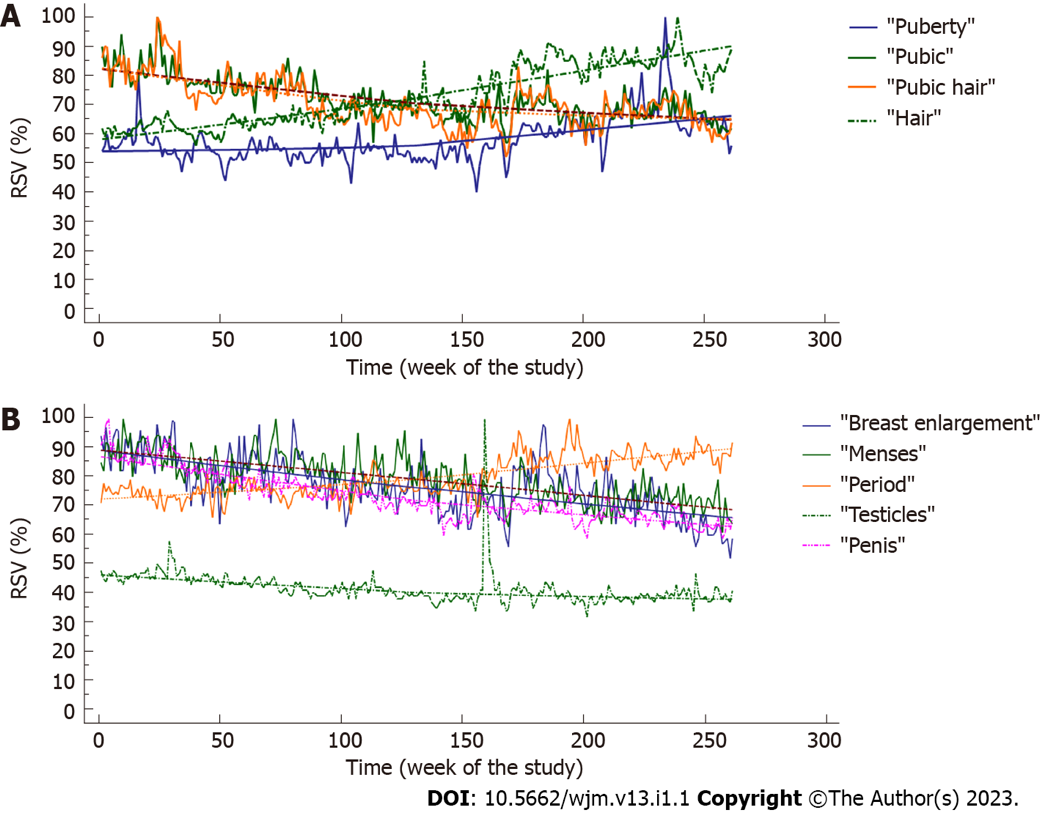 A
100
90
80
70
60
50
40
30
20
10
0
RSV (%)
0 50 100 150 200 250 300
Time (week of the study)
"Puberty"
"Pubic"
"Pubic hair"
"Hair"
B
100
90
80
70
60
50
40
30
20
10
0
RSV (%)
0 50 100 150 200 250 300
Time (week of the study)
"Breast enlargement"
"Menses"
"Period"
"Testicles"
"Penis"
DOI: 10.5662/wjm.v13.i1.1 Copyright ©The Author(s) 2023.